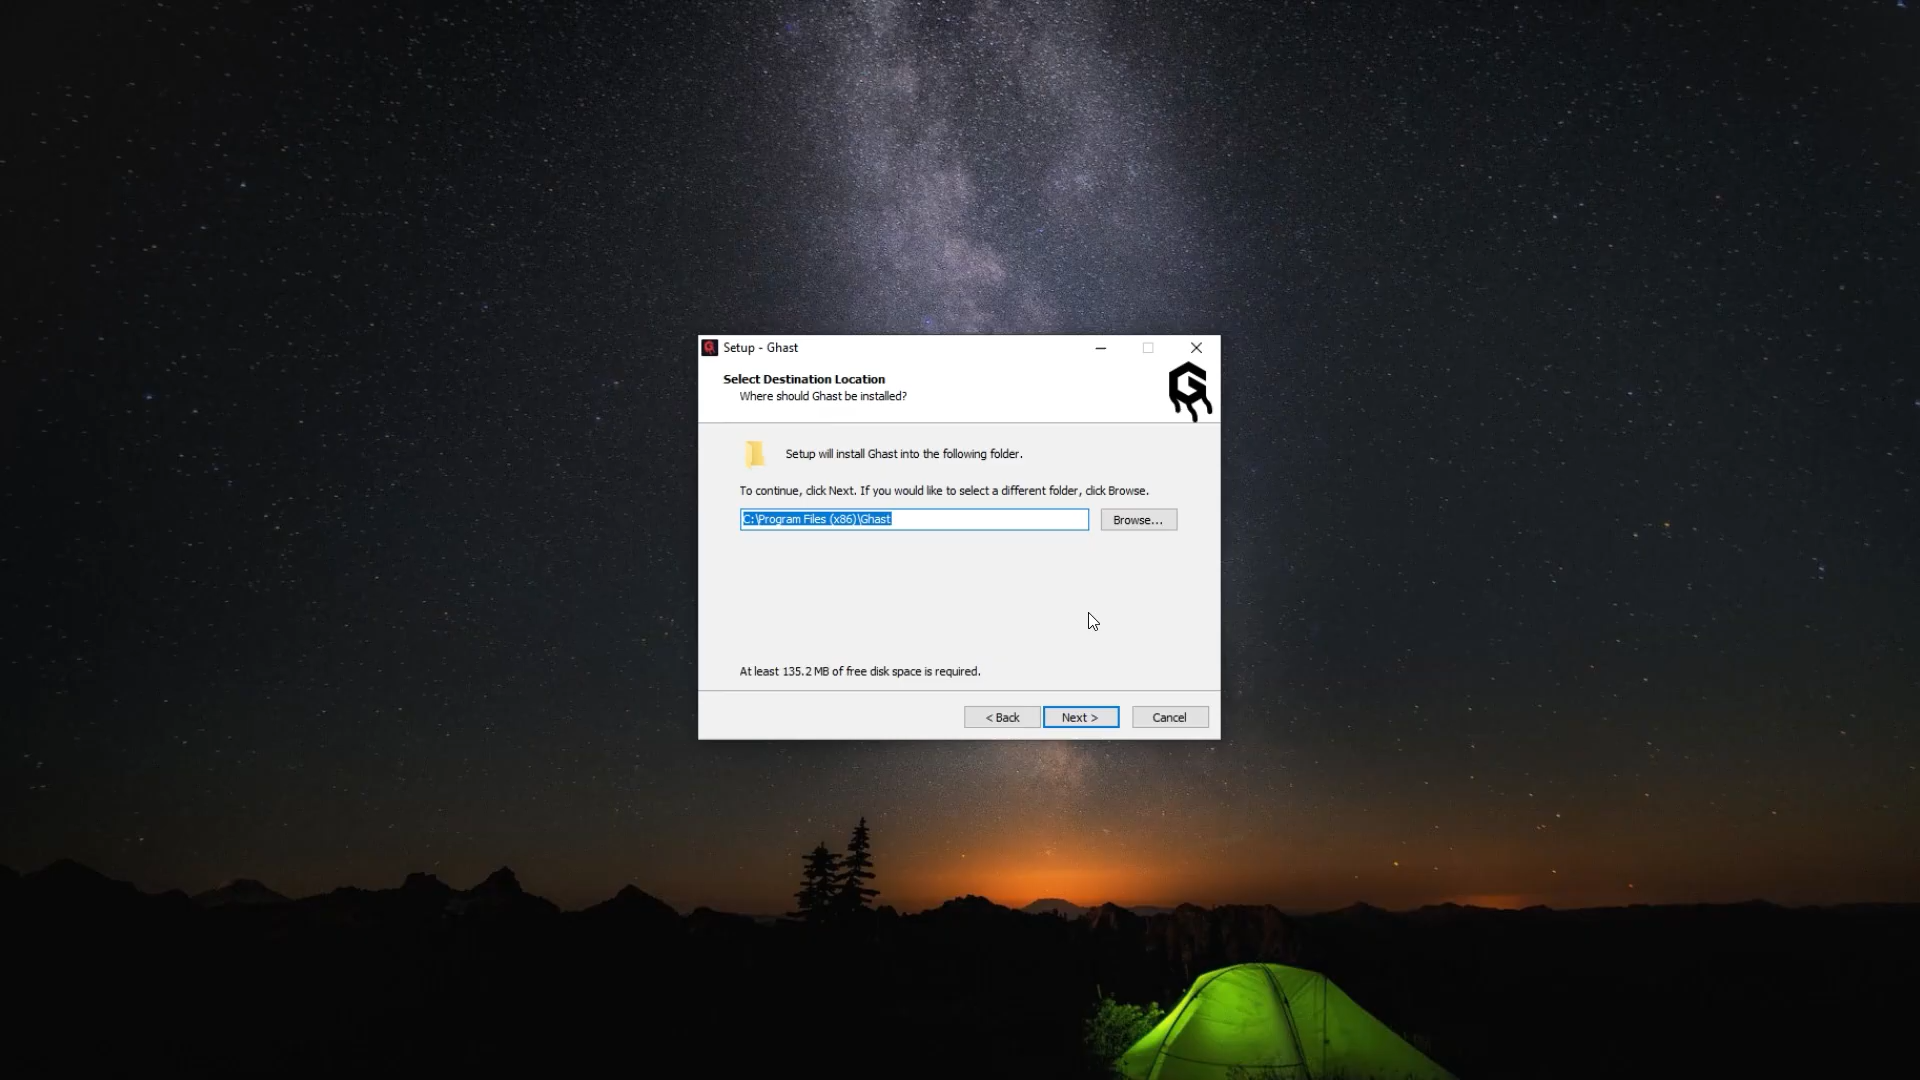 Setup - Ghast
Select Destination Location
Where should Ghast be installed?
Setup will install Ghast into the following folder.
To continue, click Next. If you would like to select a different folder, click Browse.
C:\Program Files (x86)\Ghast
Browse...
At least 135.2 MB of free disk space is required.
< Back
Next >
Cancel